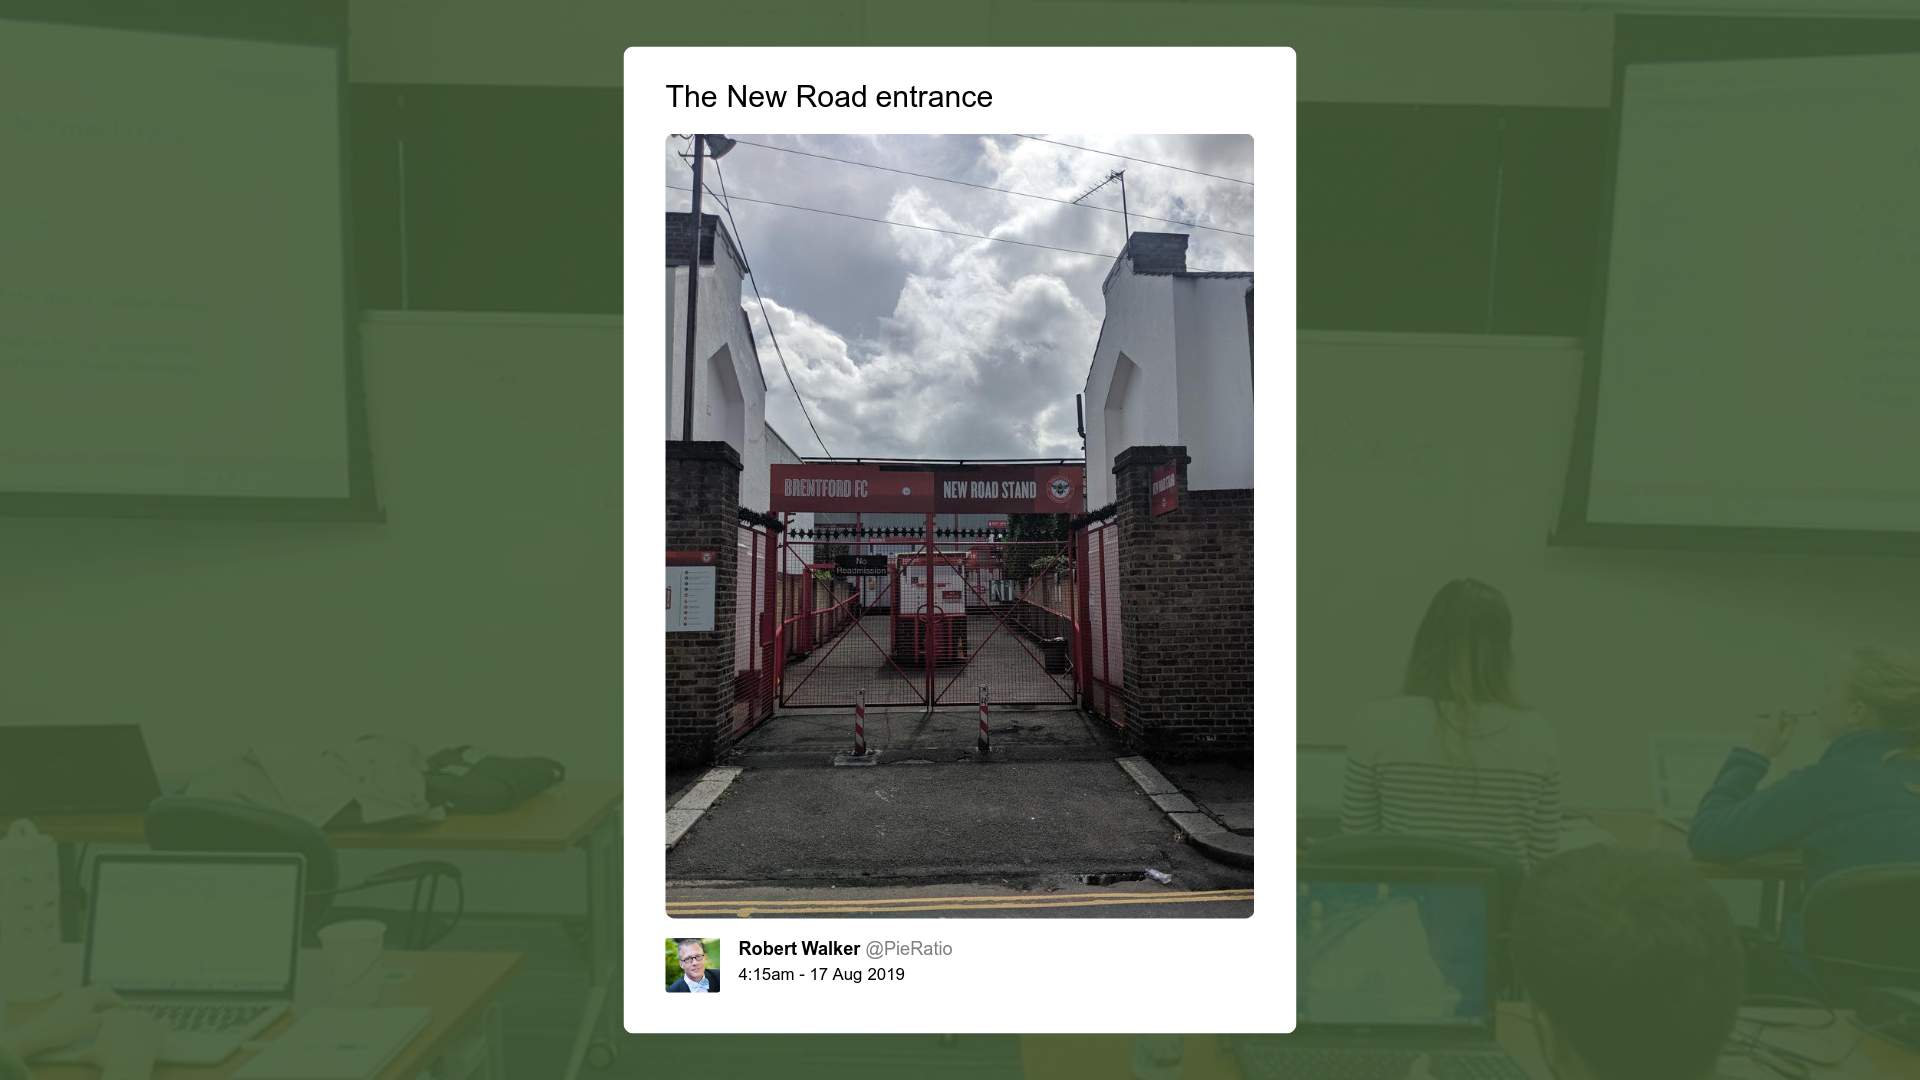 The New Road entrance
BRENTFORD FC
NEW ROAD STAND
No
Readmission
Robert Walker @PieRatio
4:15am - 17 Aug 2019